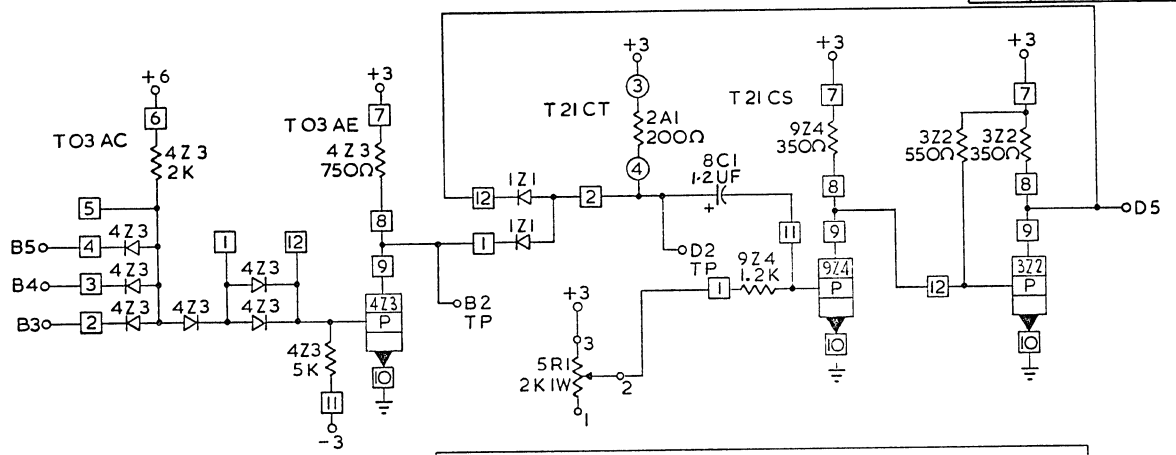 +6
6
T03 AC
4Z3
2K
5
B5
4
4Z3
B4
3
4Z3
B3
2
4Z3
4Z3
1
12
4Z3
4Z3
4Z3
5K
11
-3
+3
7
T03 AE
4Z3
750Ω
8
9
4Z3
P
10
B2
TP
12
1Z1
1
1Z1
2
+3
3
T21CT
2A1
200Ω
4
8C1
1.2UF
+
11
D2
TP
1
9Z4
1.2K
+3
3
5R1
2K1W
2
1
+3
7
T21CS
9Z4
350Ω
8
9
9Z4
P
10
12
+3
7
3Z2
550Ω
3Z2
350Ω
8
9
3Z2
P
10
D5